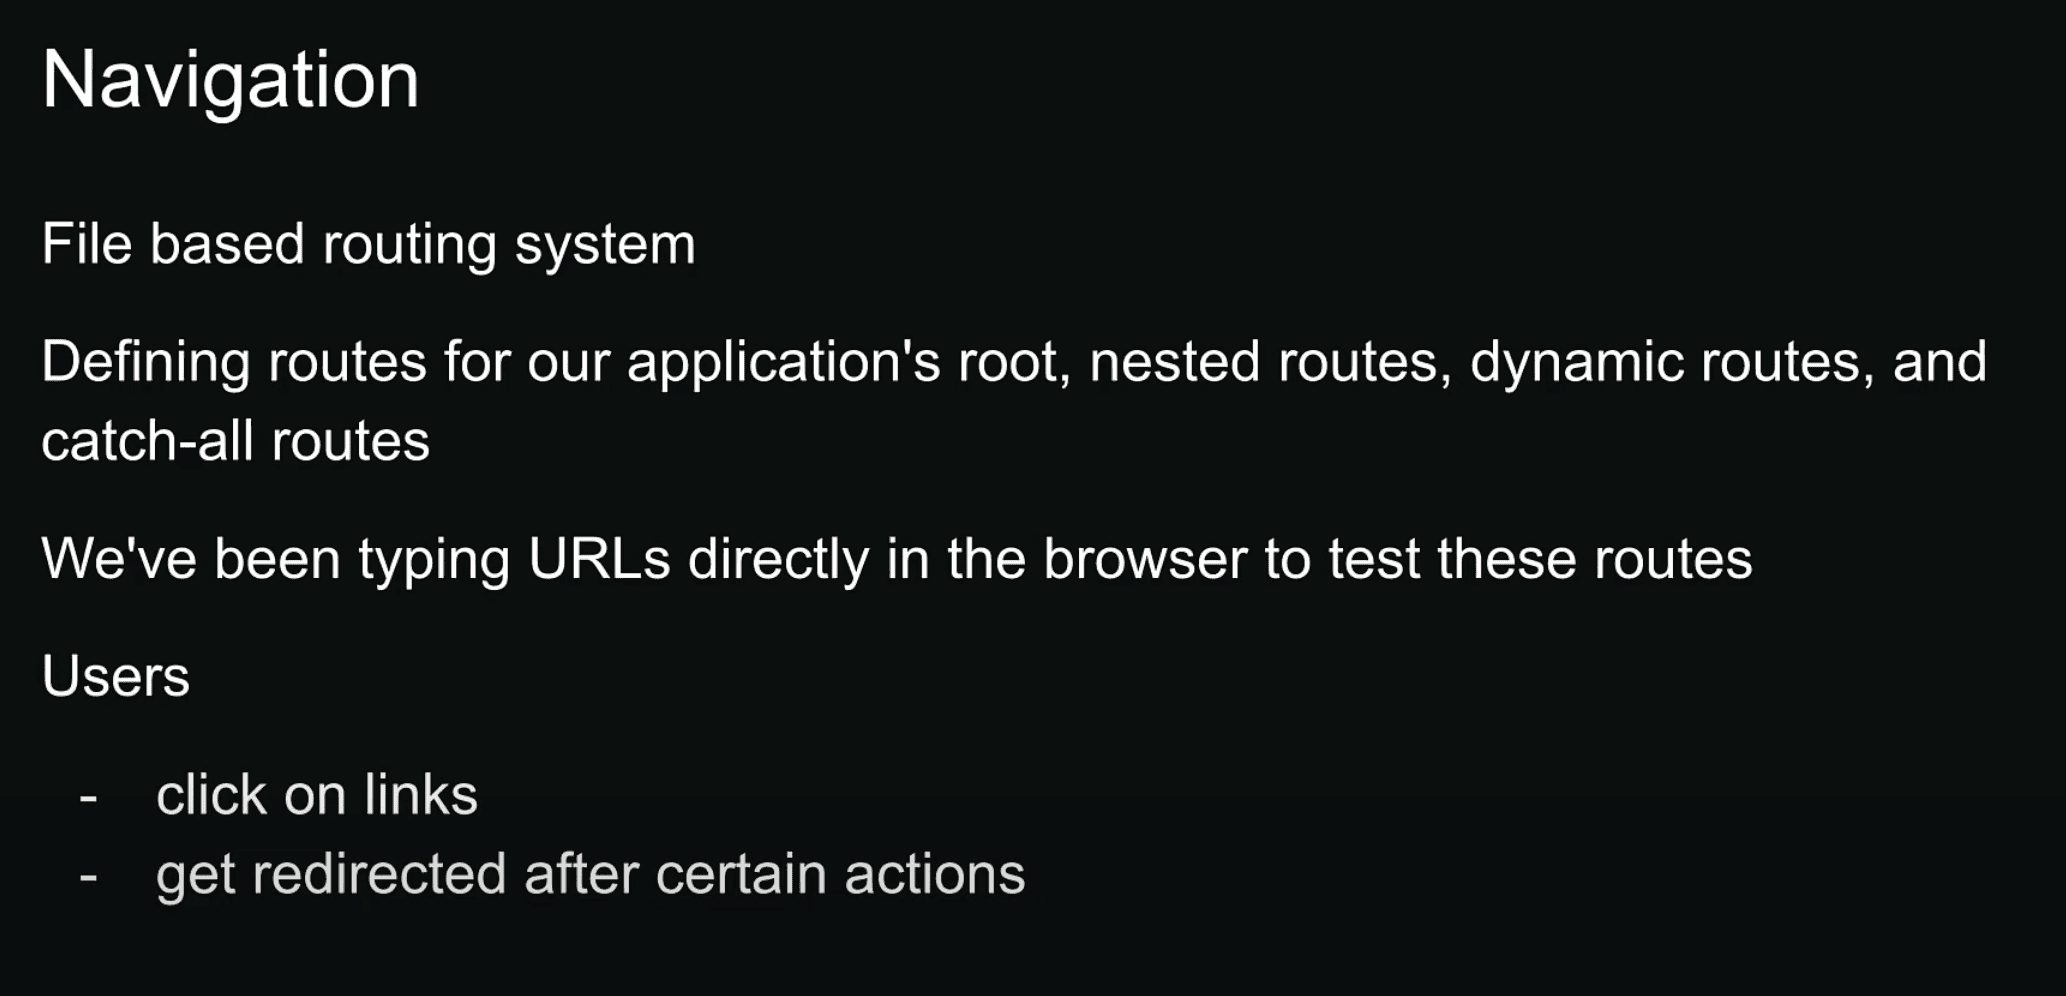 Navigation
File based routing system
Defining routes for our application's root, nested routes, dynamic routes, and
catch-all routes
We've been typing URLs directly in the browser to test these routes
Users
- click on links
- get redirected after certain actions